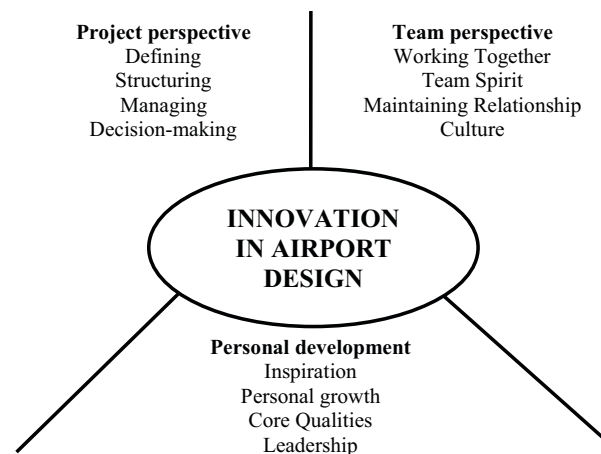 Project perspective
Defining
Structuring
Managing
Decision-making
Team perspective
Working Together
Team Spirit
Maintaining Relationship
Culture
INNOVATION
IN AIRPORT
DESIGN
Personal development
Inspiration
Personal growth
Core Qualities
Leadership